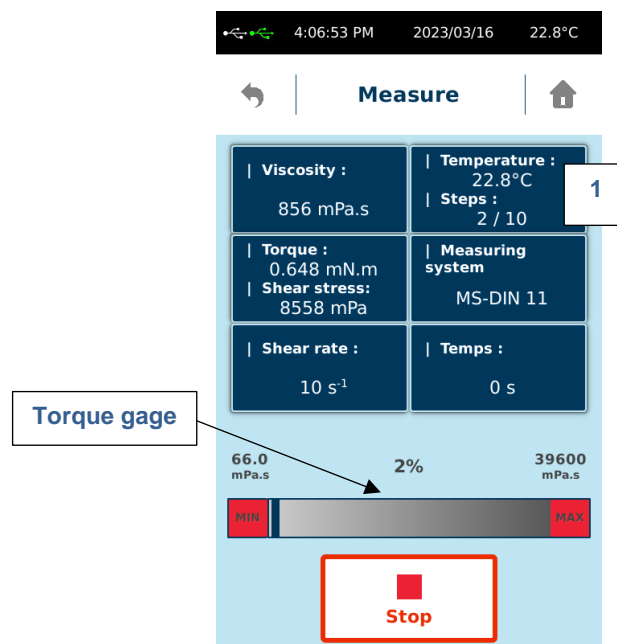 4:06:53 PM 2023/03/16 22.8°C
Measure
| Viscosity :
856 mPa.s
| Temperature :
22.8°C
| Steps :
2 / 10
1
| Torque :
0.648 mN.m
| Shear stress:
8558 mPa
| Measuring
system
MS-DIN 11
| Shear rate :
10 s⁻¹
| Temps :
0 s
Torque gage
66.0
mPa.s
2%
39600
mPa.s
MIN
MAX
Stop